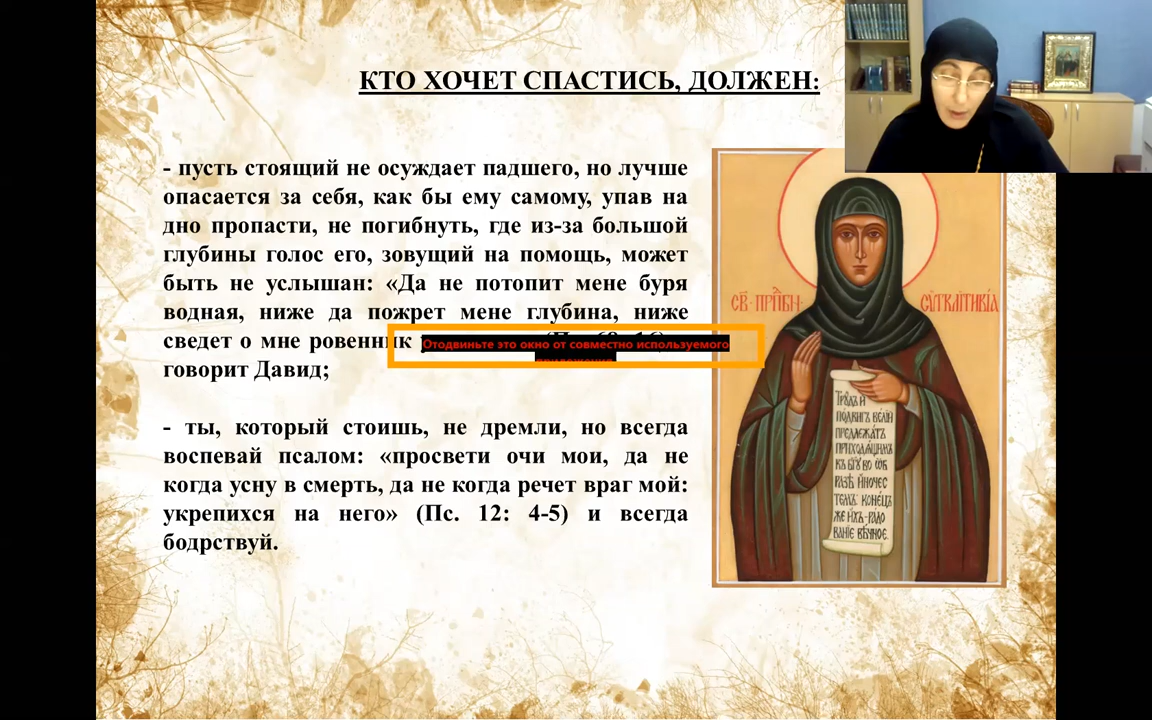 КТО ХОЧЕТ СПАСТИСЬ, ДОЛЖЕН:
- пусть стоящий не осуждает падшего, но лучше
опасается за себя, как бы ему самому, упав на
дно пропасти, не погибнуть, где из-за большой
глубины голос его, зовущий на помощь, может
быть не услышан: «Да не потопит мене буря
водная, ниже да пожрет мене глубина, ниже
сведет о мне ровенник
Отодвиньте это окно от совместно используемого
говорит Давид;
- ты, который стоишь, не дремли, но всегда
воспевай псалом: «просвети очи мои, да не
когда усну в смерть, да не когда речет враг мой:
укрепихся на него» (Пс. 12: 4-5) и всегда
бодрствуй.